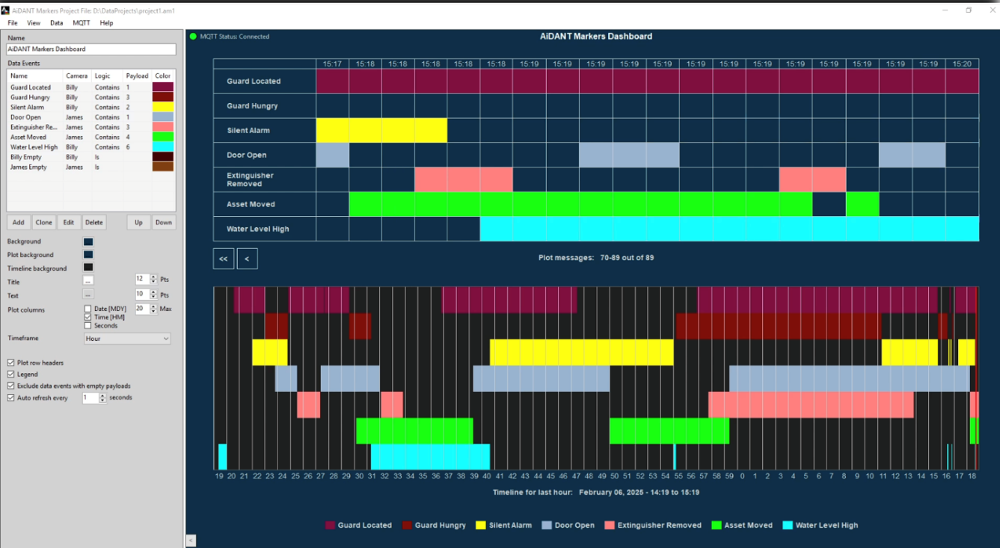 AiDANT Markers Project File: D:\DataProjects\project1.am1
File View Data MQTT Help
Name
AiDANT Markers Dashboard
Data Events
Name Camera Logic Payload Color
Guard Located Billy Contains 1
Guard Hungry Billy Contains 3
Silent Alarm Billy Contains 2
Door Open James Contains 1
Extinguisher Re... James Contains 3
Asset Moved James Contains 4
Water Level High Billy Contains 6
Billy Empty Billy Is
James Empty James Is
Add Clone Edit Delete Up Down
Background
Plot background
Timeline background
Title ... 12 Pts
Text ... 10 Pts
Plot columns Date [MDY] 20 Max
Time [HM]
Seconds
Timeframe Hour
Plot row headers
Legend
Exclude data events with empty payloads
Auto refresh every 1 seconds
MQTT Status: Connected
AiDANT Markers Dashboard
15:17 15:18 15:18 15:18 15:18 15:18 15:19 15:19 15:19 15:19 15:19 15:19 15:19 15:19 15:19 15:19 15:19 15:19 15:19 15:20
Guard Located
Guard Hungry
Silent Alarm
Door Open
Extinguisher
Removed
Asset Moved
Water Level High
<< < Plot messages: 70-89 out of 89
19 20 21 22 23 24 25 26 27 28 29 30 31 32 33 34 35 36 37 38 39 40 41 42 43 44 45 46 47 48 49 50 51 52 53 54 55 56 57 58 59 0 1 2 3 4 5 6 7 8 9 10 11 12 13 14 15 16 17 18
Timeline for last hour: February 06, 2025 - 14:19 to 15:19
Guard Located Guard Hungry Silent Alarm Door Open Extinguisher Removed Asset Moved Water Level High
<